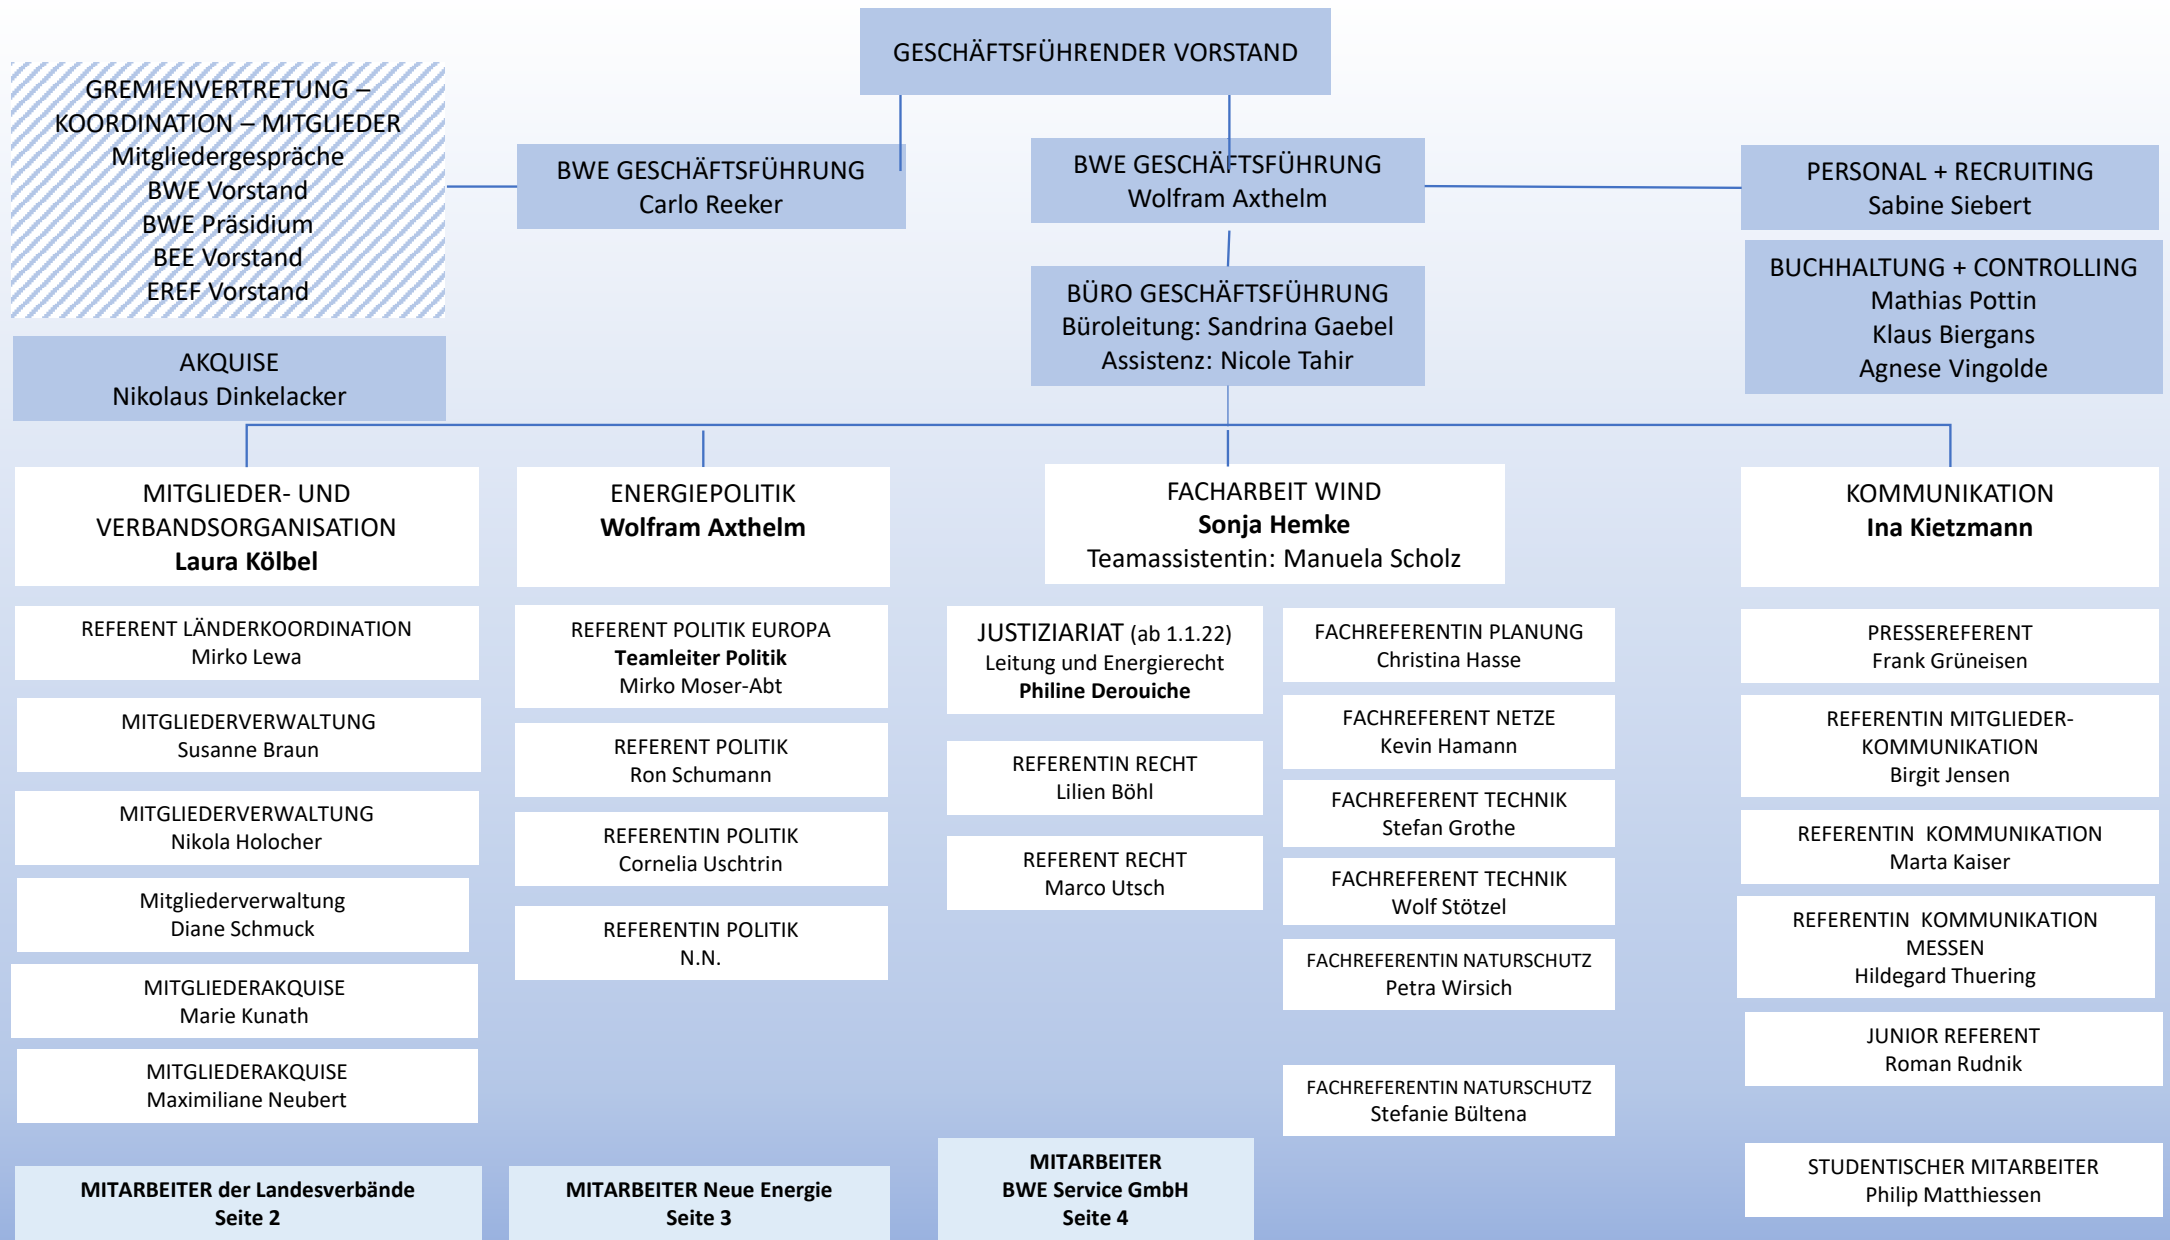 GESCHÄFTSFÜHRENDER VORSTAND
GREMIENVERTRETUNG –
KOORDINATION – MITGLIEDER
Mitgliedergespräche
BWE Vorstand
BWE Präsidium
BEE Vorstand
EREF Vorstand
BWE GESCHÄFTSFÜHRUNG
Carlo Reeker
BWE GESCHÄFTSFÜHRUNG
Wolfram Axthelm
PERSONAL + RECRUITING
Sabine Siebert
BUCHHALTUNG + CONTROLLING
Mathias Pottin
Klaus Biergans
Agnese Vingolde
BÜRO GESCHÄFTSFÜHRUNG
Büroleitung: Sandrina Gaebel
Assistenz: Nicole Tahir
AKQUISE
Nikolaus Dinkelacker
MITGLIEDER- UND
VERBANDSORGANISATION
Laura Kölbel
REFERENT LÄNDERKOORDINATION
Mirko Lewa
MITGLIEDERVERWALTUNG
Susanne Braun
MITGLIEDERVERWALTUNG
Nikola Holocher
Mitgliederverwaltung
Diane Schmuck
MITGLIEDERAKQUISE
Marie Kunath
MITGLIEDERAKQUISE
Maximiliane Neubert
MITARBEITER der Landesverbände
Seite 2
ENERGIEPOLITIK
Wolfram Axthelm
REFERENT POLITIK EUROPA
Teamleiter Politik
Mirko Moser-Abt
REFERENT POLITIK
Ron Schumann
REFERENTIN POLITIK
Cornelia Uschtrin
REFERENTIN POLITIK
N.N.
MITARBEITER Neue Energie
Seite 3
FACHARBEIT WIND
Sonja Hemke
Teamassistentin: Manuela Scholz
JUSTIZIARIAT (ab 1.1.22)
Leitung und Energierecht
Philine Derouiche
REFERENTIN RECHT
Lilien Böhl
REFERENT RECHT
Marco Utsch
MITARBEITER
BWE Service GmbH
Seite 4
FACHREFERENTIN PLANUNG
Christina Hasse
FACHREFERENT NETZE
Kevin Hamann
FACHREFERENT TECHNIK
Stefan Grothe
FACHREFERENT TECHNIK
Wolf Stötzel
FACHREFERENTIN NATURSCHUTZ
Petra Wirsich
FACHREFERENTIN NATURSCHUTZ
Stefanie Bültena
KOMMUNIKATION
Ina Kietzmann
PRESSEREFERENT
Frank Grüneisen
REFERENTIN MITGLIEDER-
KOMMUNIKATION
Birgit Jensen
REFERENTIN  KOMMUNIKATION
Marta Kaiser
REFERENTIN  KOMMUNIKATION
MESSEN
Hildegard Thuering
JUNIOR REFERENT
Roman Rudnik
STUDENTISCHER MITARBEITER
Philip Matthiessen